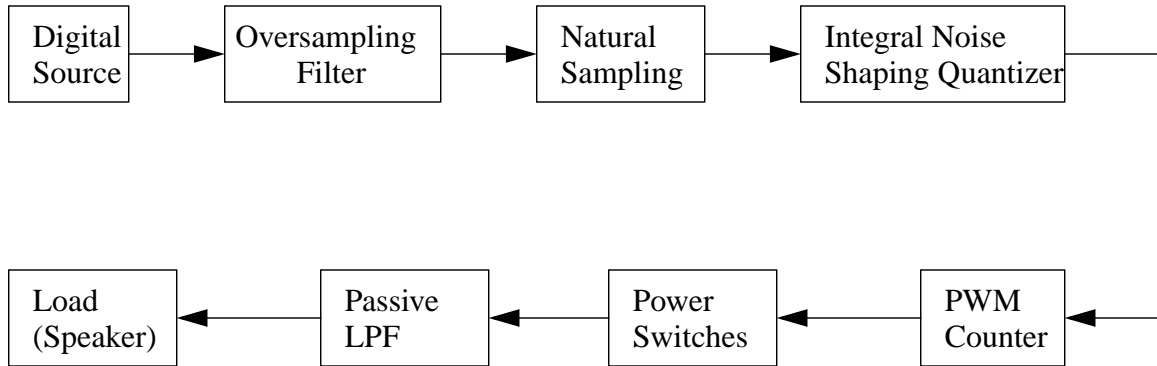 Digital
Source
Oversampling
Filter
Natural
Sampling
Integral Noise
Shaping Quantizer
Load
(Speaker)
Passive
LPF
Power
Switches
PWM
Counter